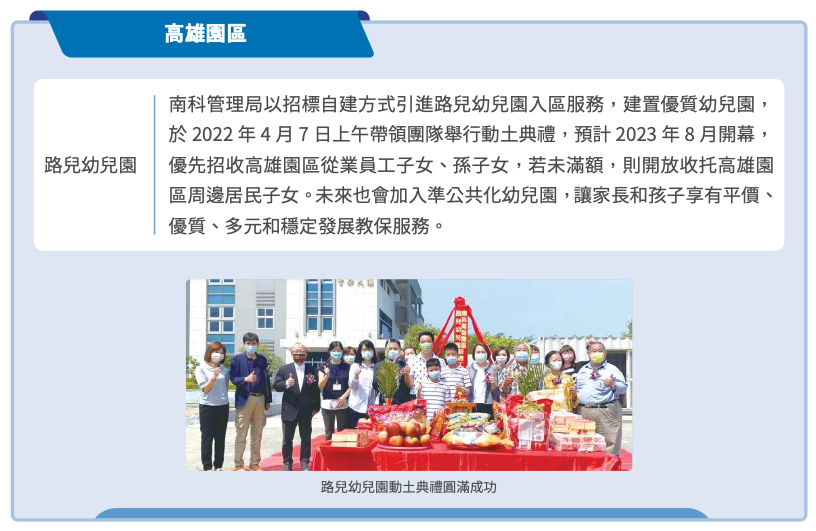 高雄園區
路兒幼兒園
南科管理局以招標自建方式引進路兒幼兒園入區服務，建置優質幼兒園，
於 2022 年 4 月 7 日上午帶領團隊舉行動土典禮，預計 2023 年 8 月開幕，
優先招收高雄園區從業員工子女、孫子女，若未滿額，則開放收托高雄園
區周邊居民子女。未來也會加入準公共化幼兒園，讓家長和孩子享有平價、
優質、多元和穩定發展教保服務。
路兒幼兒園動土典禮圓滿成功